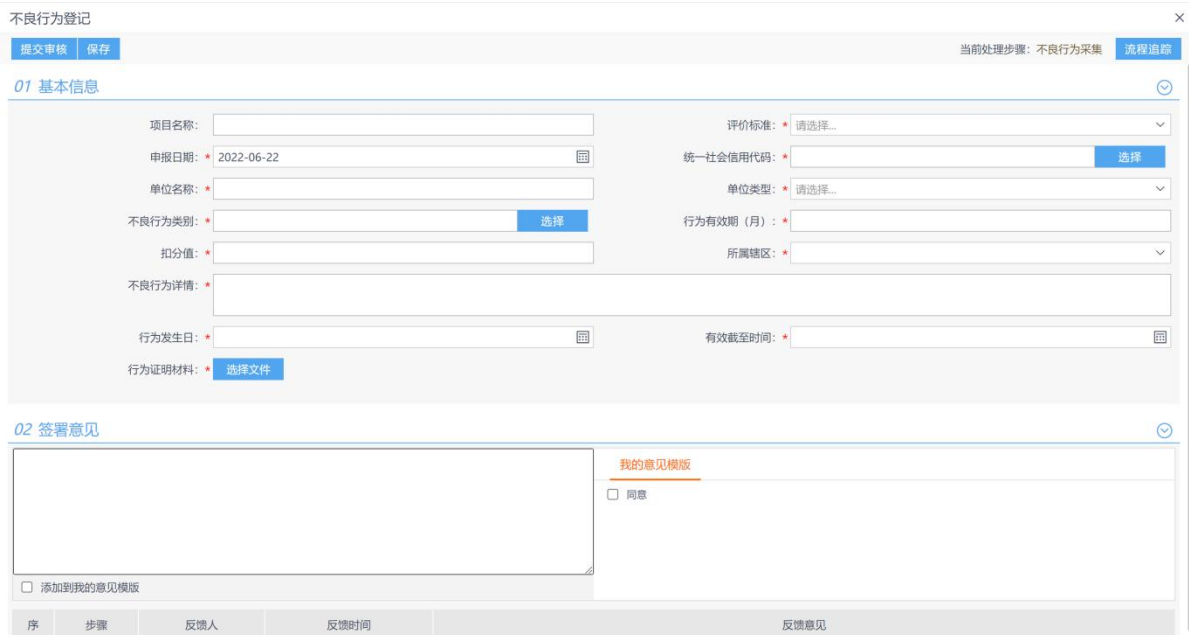 不良行为登记 ×
提交审核 保存 当前处理步骤：不良行为采集 流程追踪
01 基本信息
项目名称： 评价标准：* 请选择...
申报日期：* 2022-06-22 统一社会信用代码：* 选择
单位名称：* 单位类型：* 请选择...
不良行为类别：* 选择 行为有效期（月）：*
扣分值：* 所属辖区：*
不良行为详情：*
行为发生日：* 有效截至时间：*
行为证明材料：* 选择文件
02 签署意见
我的意见模版
同意
添加到我的意见模版
序 步骤 反馈人 反馈时间 反馈意见